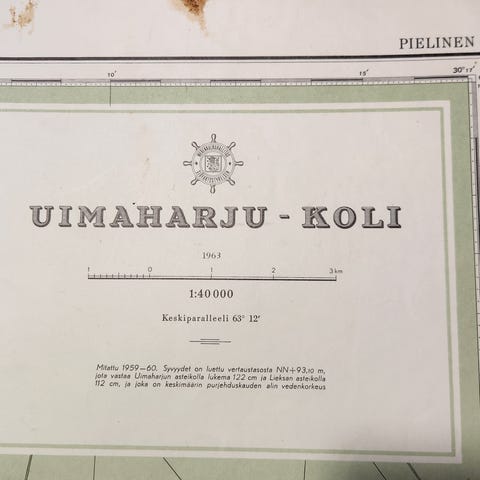 PIELINEN
10' 15' 30° 17'
UIMAHARJU - KOLI
1963
1 0 1 2 3 km
1:40 000
Keskiparalleeli 63° 12'
Mitattu 1959—60. Syvyydet on luettu vertaustasosta NN+93,10 m,
jota vastaa Uimaharjun asteikolla lukema 122 cm ja Lieksan asteikolla
112 cm, ja joka on keskimäärin purjehduskauden alin vedenkorkeus